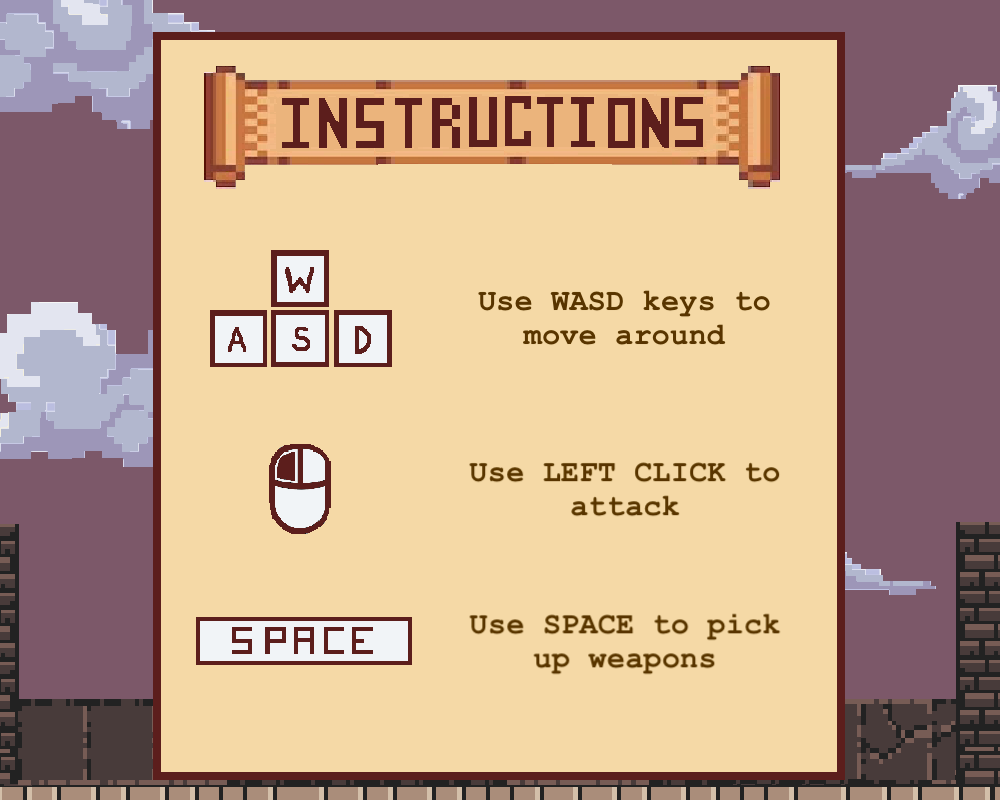 INSTRUCTIONS
W
A S D
Use WASD keys to
move around
Use LEFT CLICK to
attack
SPACE
Use SPACE to pick
up weapons